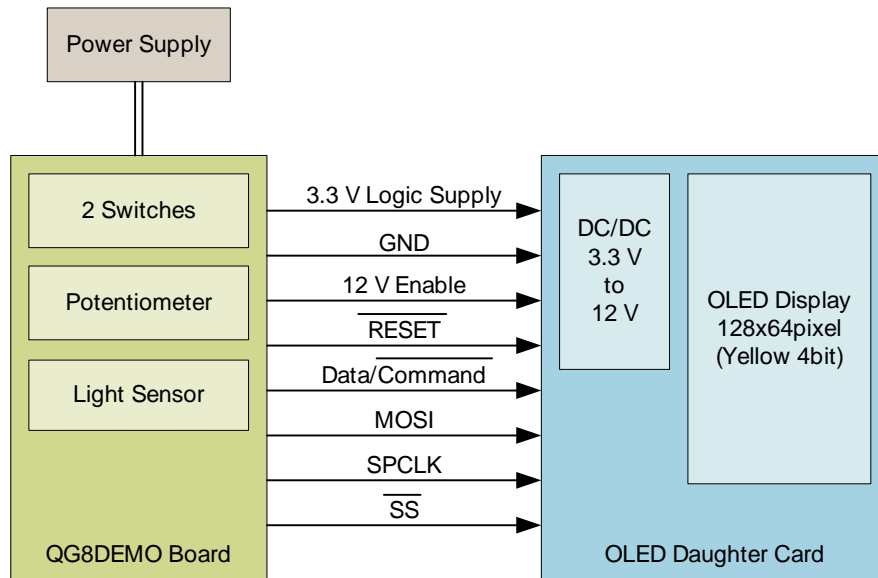 Power Supply
2 Switches
Potentiometer
Light Sensor
QG8DEMO Board
3.3 V Logic Supply
GND
12 V Enable
RESET
Data/Command
MOSI
SPCLK
SS
DC/DC
3.3 V
to
12 V
OLED Display
128x64pixel
(Yellow 4bit)
OLED Daughter Card